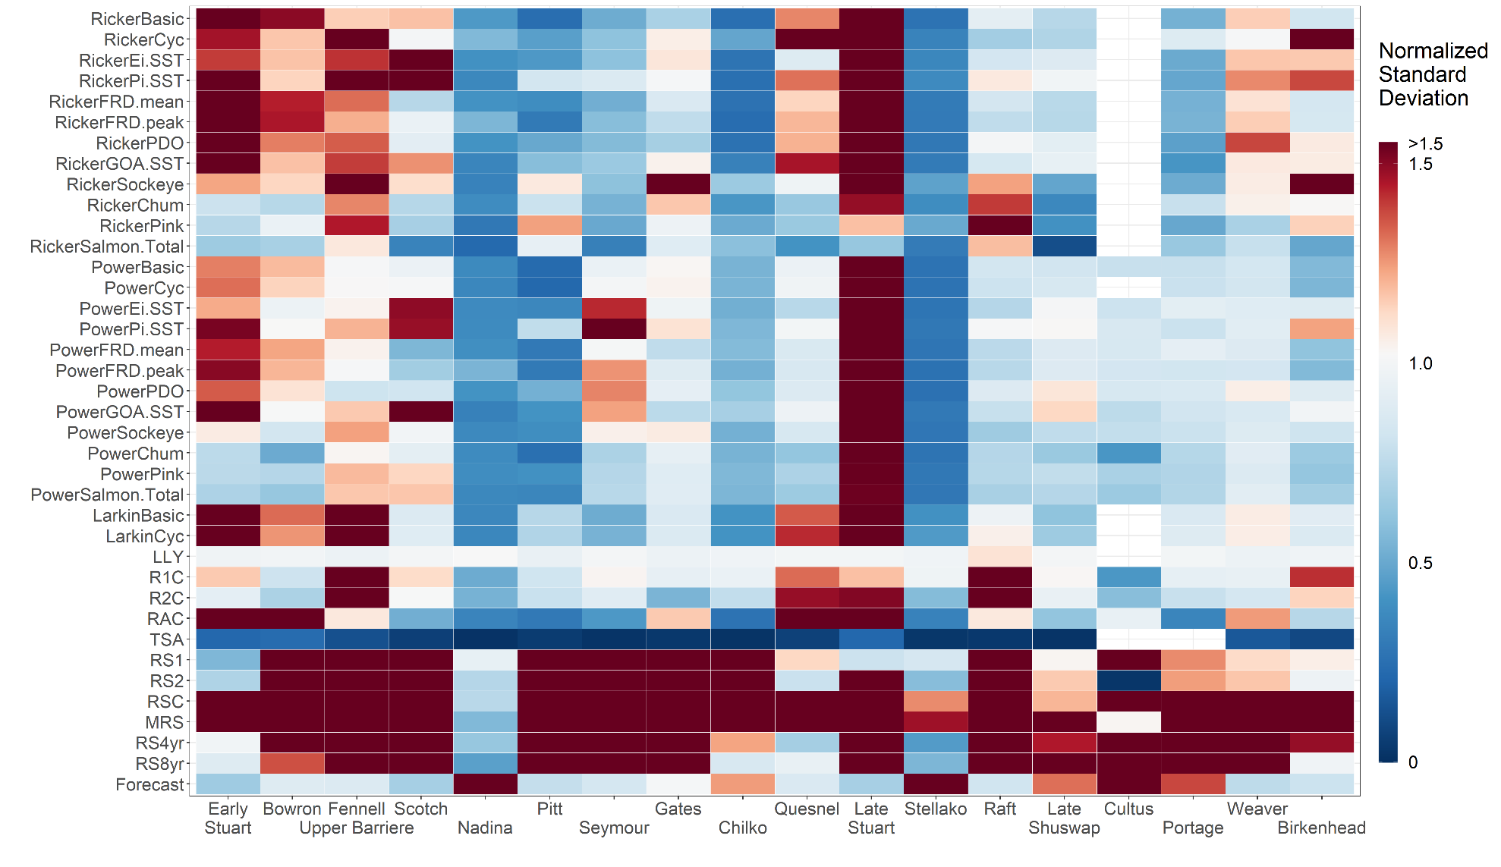 RickerBasic
RickerCyc
RickerEi.SST
RickerPi.SST
RickerFRD.mean
RickerFRD.peak
RickerPDO
RickerGOA.SST
RickerSockeye
RickerChum
RickerPink
RickerSalmon.Total
PowerBasic
PowerCyc
PowerEi.SST
PowerPi.SST
PowerFRD.mean
PowerFRD.peak
PowerPDO
PowerGOA.SST
PowerSockeye
PowerChum
PowerPink
PowerSalmon.Total
LarkinBasic
LarkinCyc
LLY
R1C
R2C
RAC
TSA
RS1
RS2
RSC
MRS
RS4yr
RS8yr
Forecast
Early Bowron Fennell Scotch Pitt Gates Quesnel Late Stellako Raft Late Cultus Weaver
Stuart Upper Barriere Nadina Seymour Chilko Stuart Shuswap Portage Birkenhead
Normalized
Standard
Deviation
>1.5
1.5
1.0
0.5
0